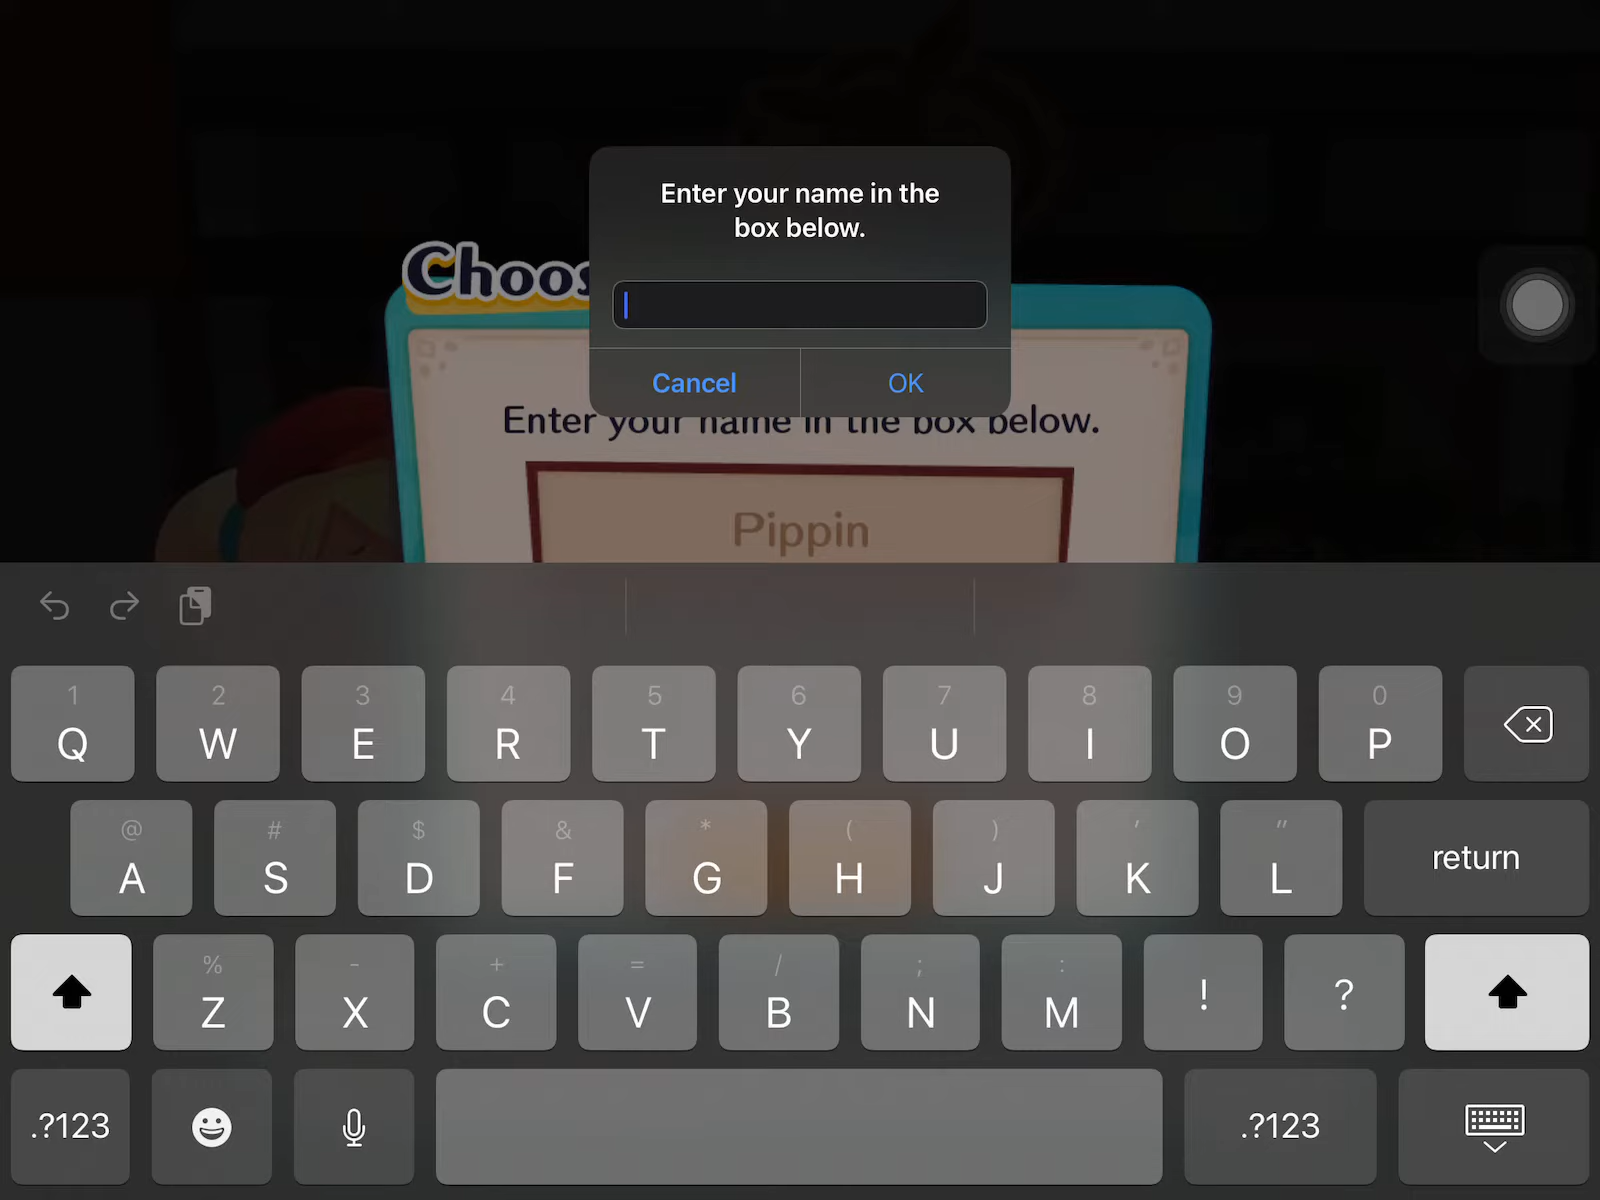 Enter your name in the
box below.
Choos
Cancel
OK
Enter your name in the box below.
Pippin
1 2 3 4 5 6 7 8 9 0
Q W E R T Y U I O P
@ # $ & * ( ) ' "
A S D F G H J K L return
% - + = / ; :
Z X C V B N M ! ?
.?123 .?123